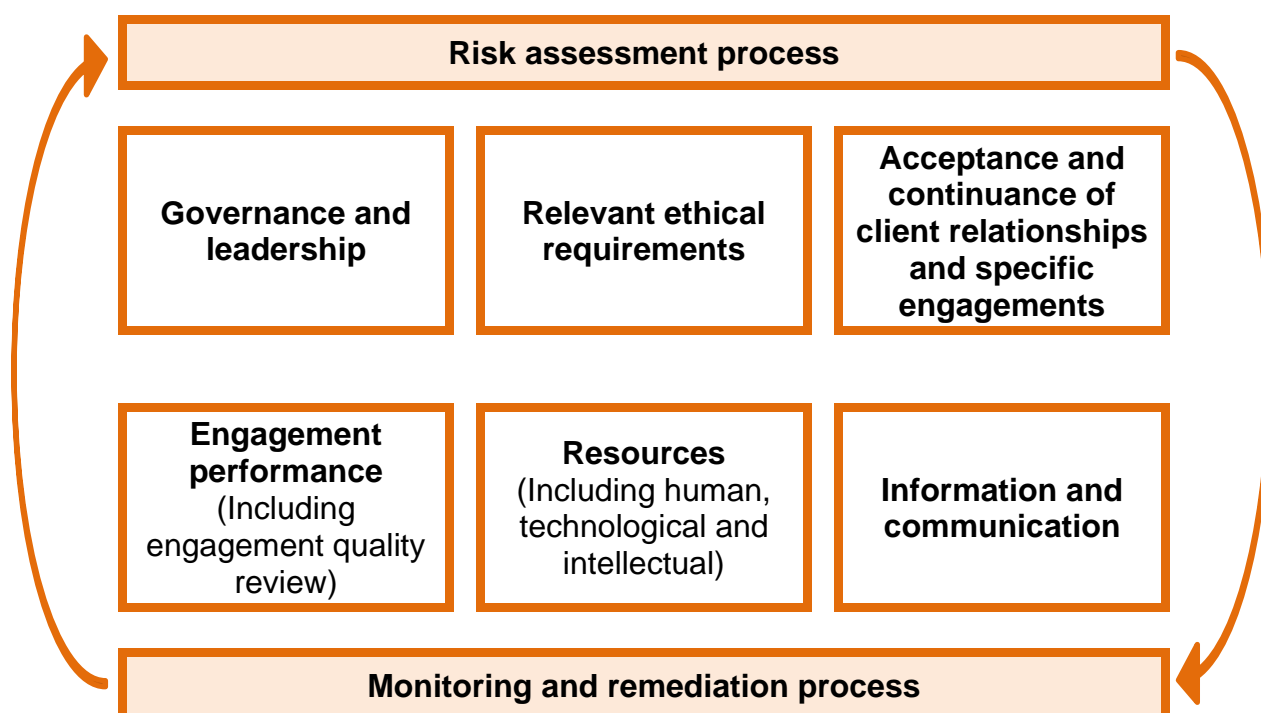 Risk assessment process
Governance and
leadership
Relevant ethical
requirements
Acceptance and
continuance of
client relationships
and specific
engagements
Engagement
performance
(Including
engagement quality
review)
Resources
(Including human,
technological and
intellectual)
Information and
communication
Monitoring and remediation process